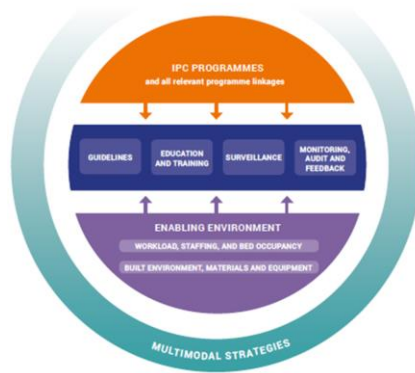 IPC PROGRAMMES
and all relevant programme linkages
GUIDELINES
EDUCATION
AND TRAINING
SURVEILLANCE
MONITORING,
AUDIT AND
FEEDBACK
ENABLING ENVIRONMENT
WORKLOAD, STAFFING, AND BED OCCUPANCY
BUILT ENVIRONMENT, MATERIALS AND EQUIPMENT
MULTIMODAL STRATEGIES